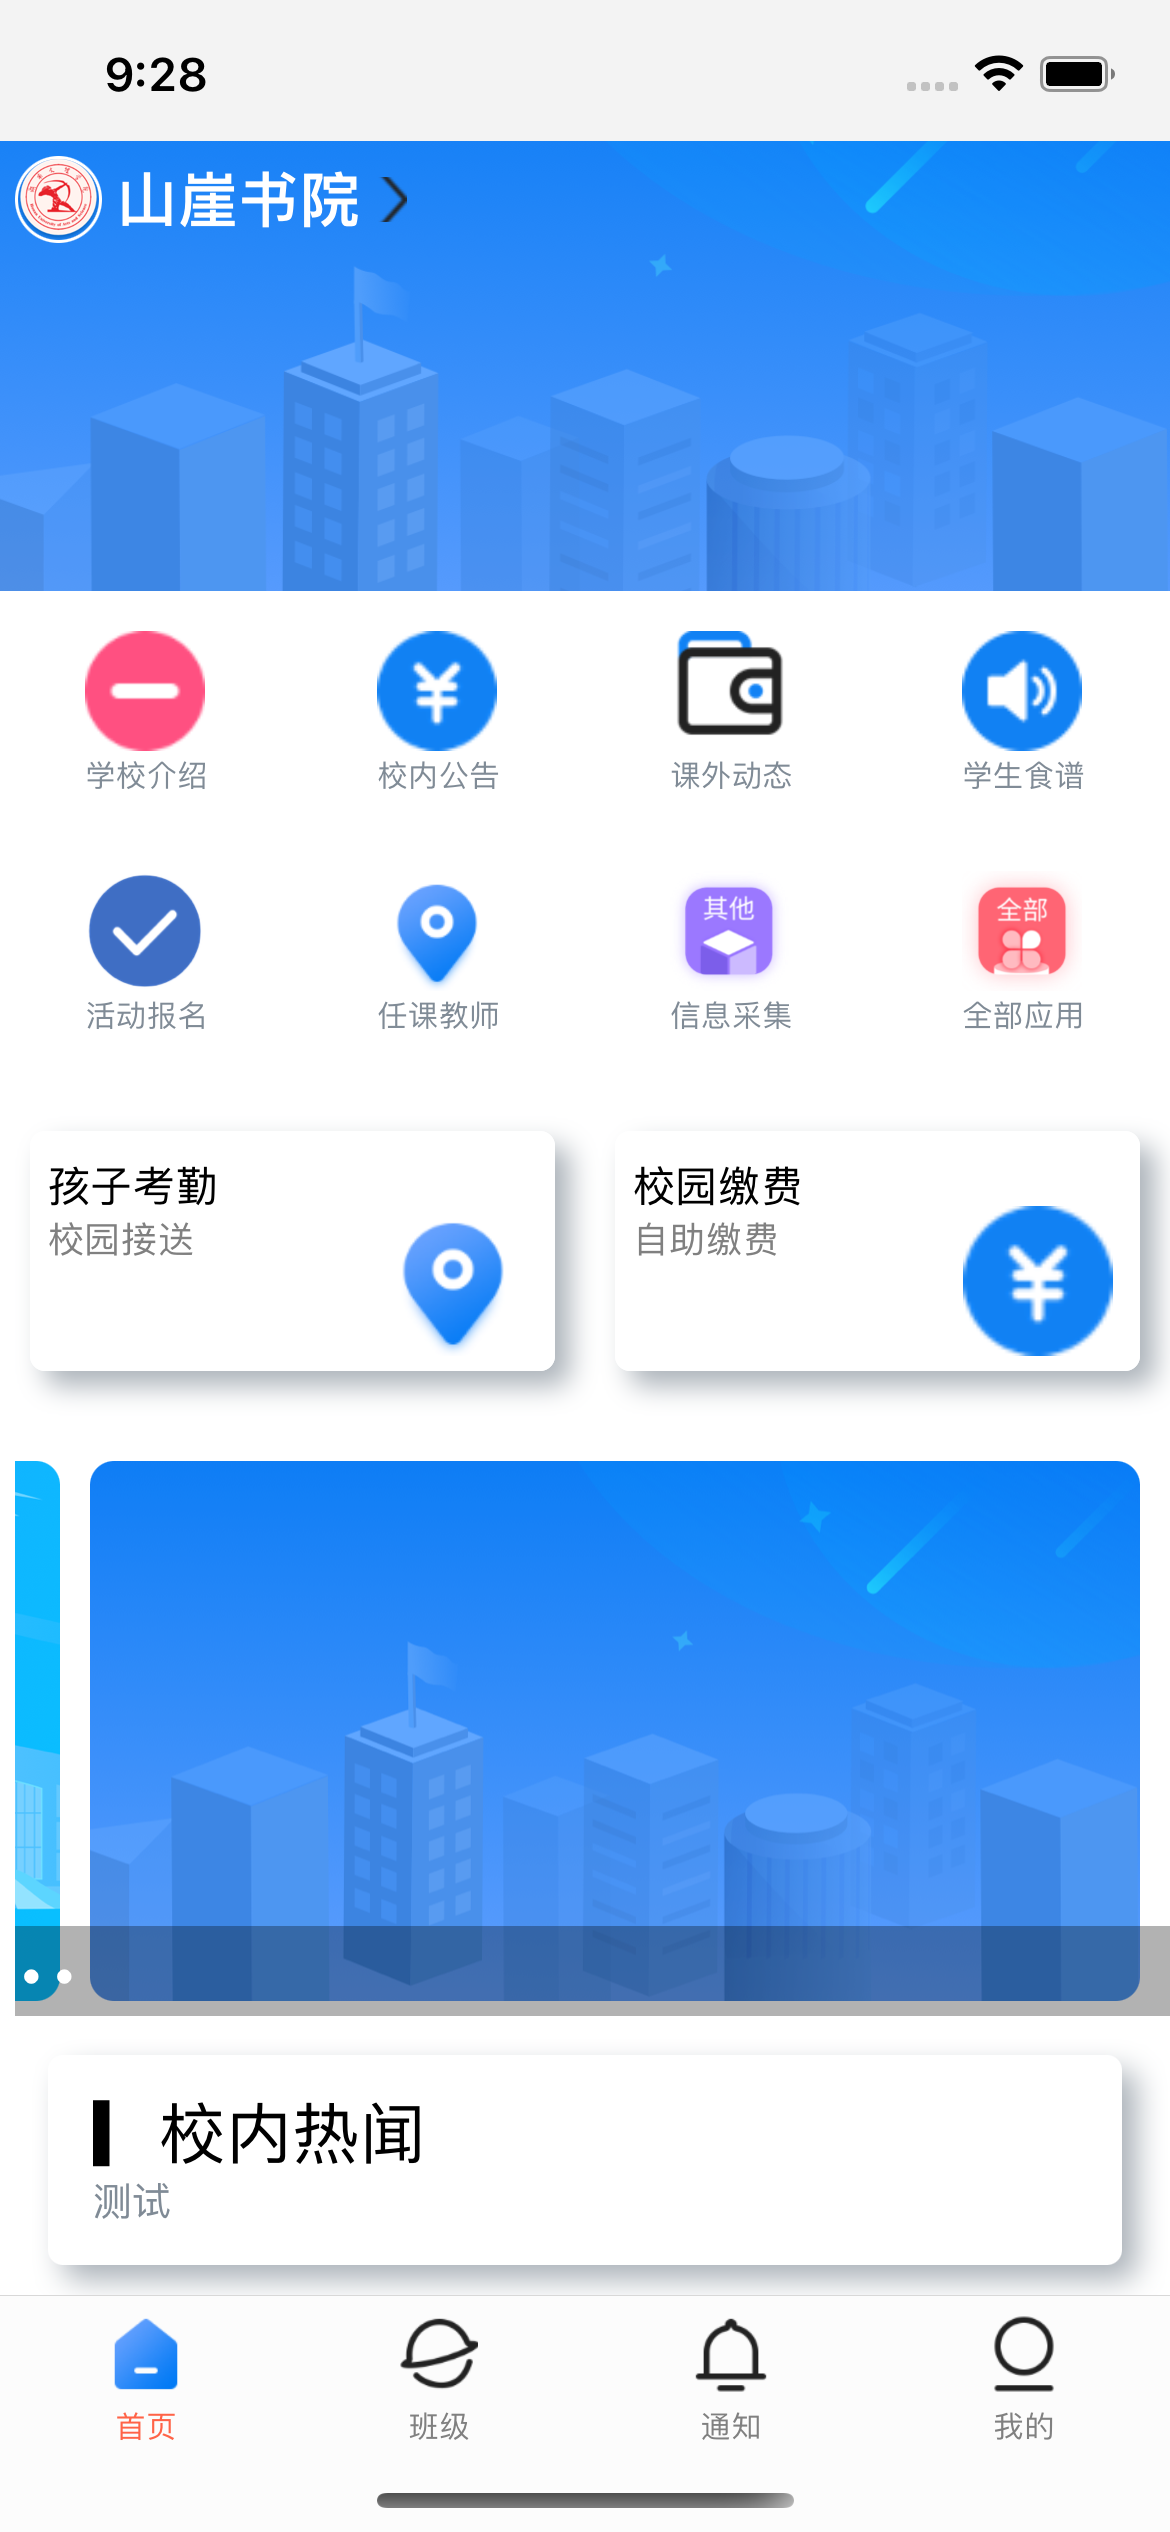 9:28
山崖书院
学校介绍
校内公告
课外动态
学生食谱
其他
全部
活动报名
任课教师
信息采集
全部应用
孩子考勤
校园接送
校园缴费
自助缴费
校内热闻
测试
首页
班级
通知
我的